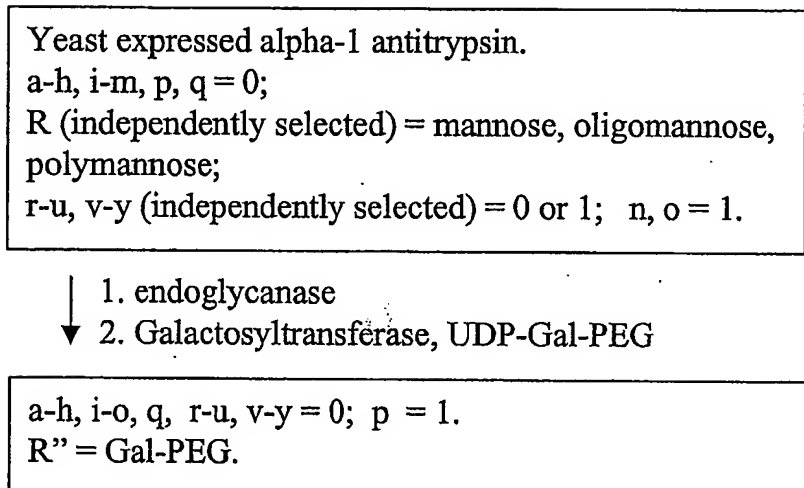 Yeast expressed alpha-1 antitrypsin.
a-h, i-m, p, q = 0;
R (independently selected) = mannose, oligomannose,
polymannose;
r-u, v-y (independently selected) = 0 or 1; n, o = 1.
1. endoglycanase
2. Galactosyltransferase, UDP-Gal-PEG
a-h, i-o, q, r-u, v-y = 0; p = 1.
R” = Gal-PEG.